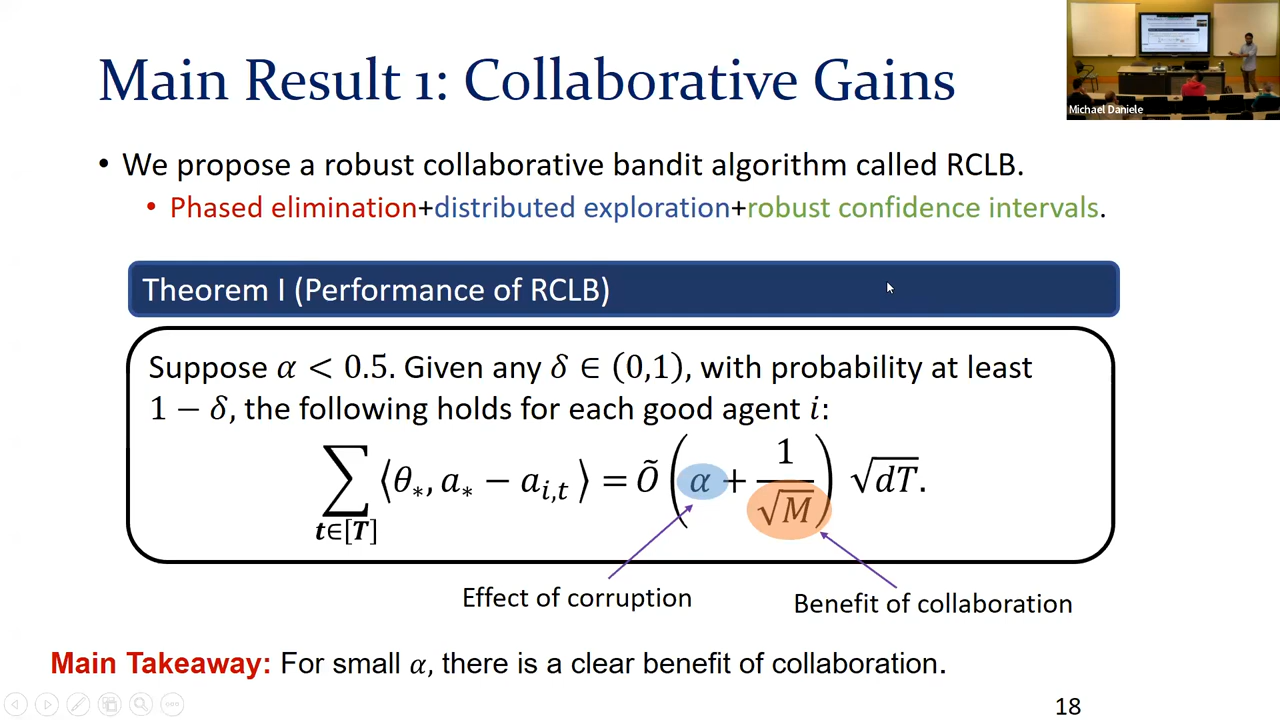 Main Result 1: Collaborative Gains
Michael Daniele
• We propose a robust collaborative bandit algorithm called RCLB.
• Phased elimination+distributed exploration+robust confidence intervals.
Theorem I (Performance of RCLB)
Suppose α < 0.5. Given any δ ∈ (0,1), with probability at least
1 − δ, the following holds for each good agent i:
∑_{t∈[T]} ⟨θ_*, a_* − a_{i,t}⟩ = Õ(α + 1/√M) √dT.
Effect of corruption
Benefit of collaboration
Main Takeaway: For small α, there is a clear benefit of collaboration.
18